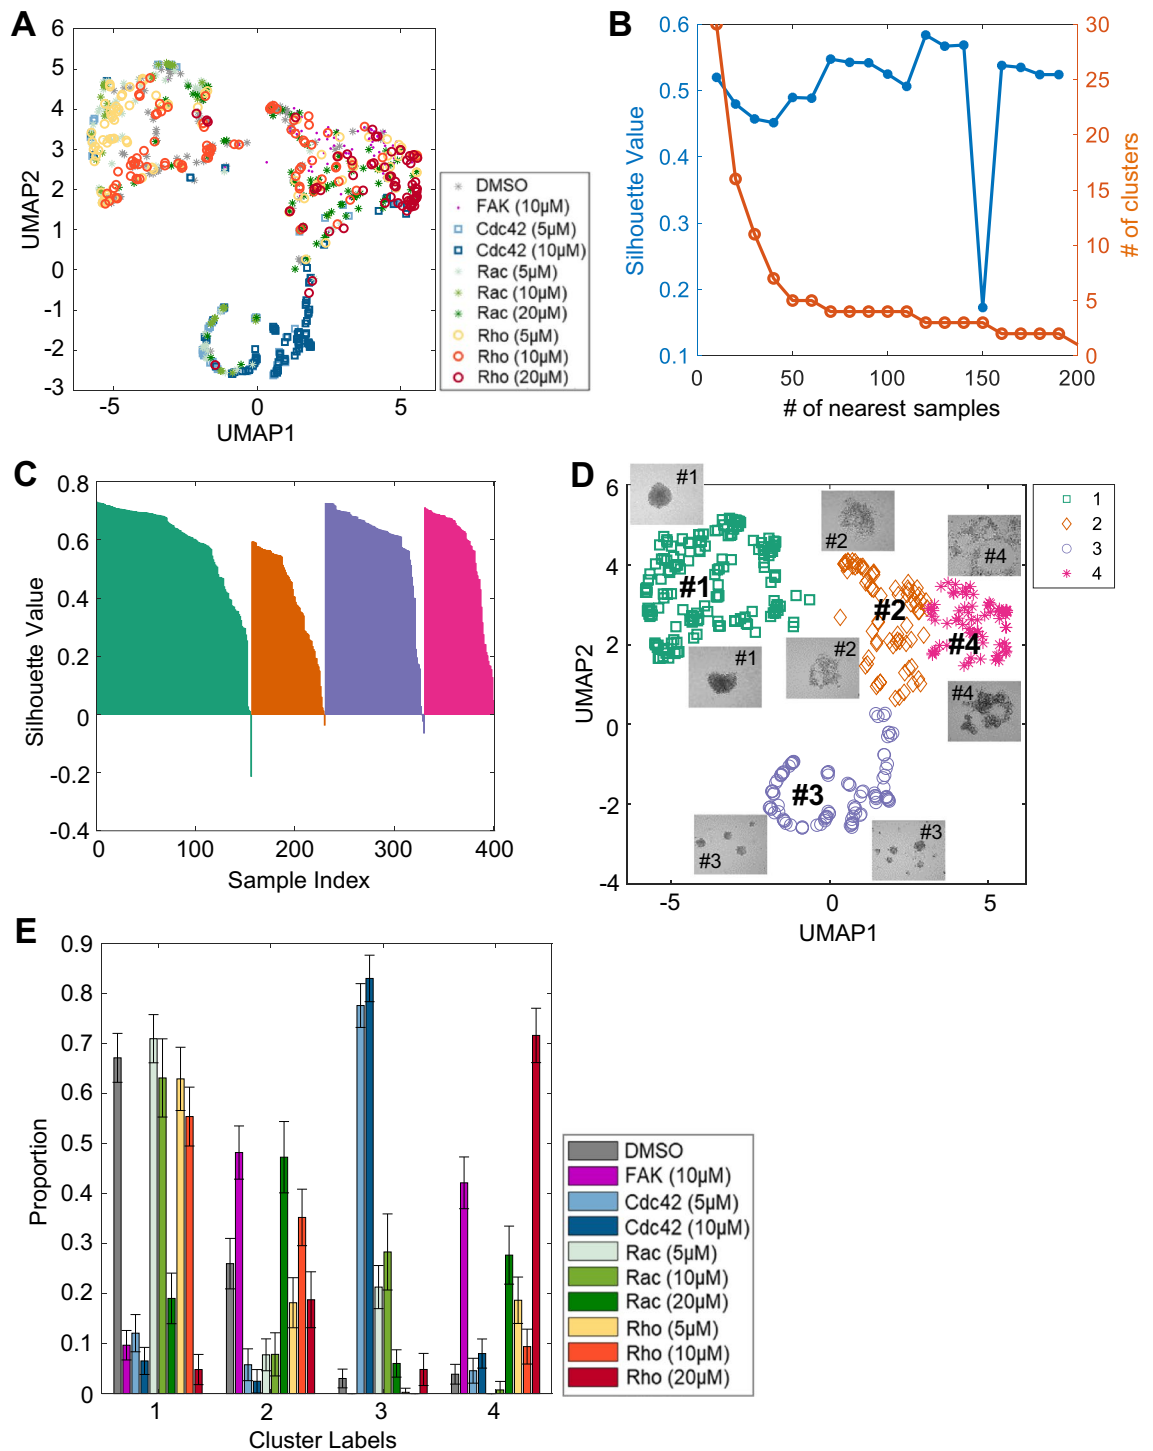 A
6
5
4
3
2
1
0
-1
-2
-3
UMAP2
-5
0
5
UMAP1
DMSO
FAK (10µM)
Cdc42 (5µM)
Cdc42 (10µM)
Rac (5µM)
Rac (10µM)
Rac (20µM)
Rho (5µM)
Rho (10µM)
Rho (20µM)
B
0.6
0.5
0.4
0.3
0.2
0.1
Silhouette Value
30
25
20
15
10
5
0
# of clusters
0
50
100
150
200
# of nearest samples
C
0.8
0.6
0.4
0.2
0
-0.2
-0.4
Silhouette Value
0
100
200
300
400
Sample Index
D
6
4
2
0
-2
-4
UMAP2
-5
0
5
UMAP1
#1
#2
#4
#1
#2
#4
#1
#2
#4
#3
#3
#3
1
2
3
4
E
0.9
0.8
0.7
0.6
0.5
0.4
0.3
0.2
0.1
0
Proportion
1
2
3
4
Cluster Labels
DMSO
FAK (10µM)
Cdc42 (5µM)
Cdc42 (10µM)
Rac (5µM)
Rac (10µM)
Rac (20µM)
Rho (5µM)
Rho (10µM)
Rho (20µM)